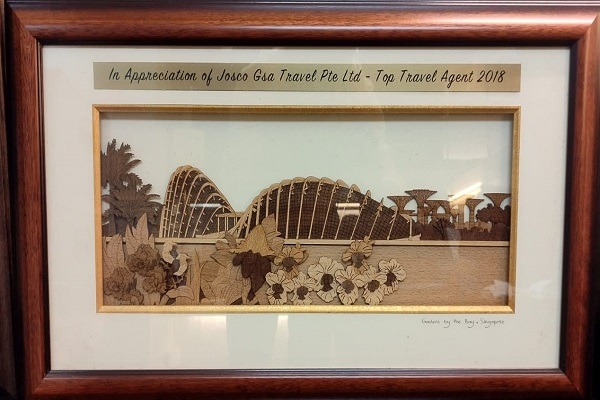 In Appreciation of Josco Gsa Travel Pte Ltd - Top Travel Agent 2018
Gardens by the Bay, Singapore